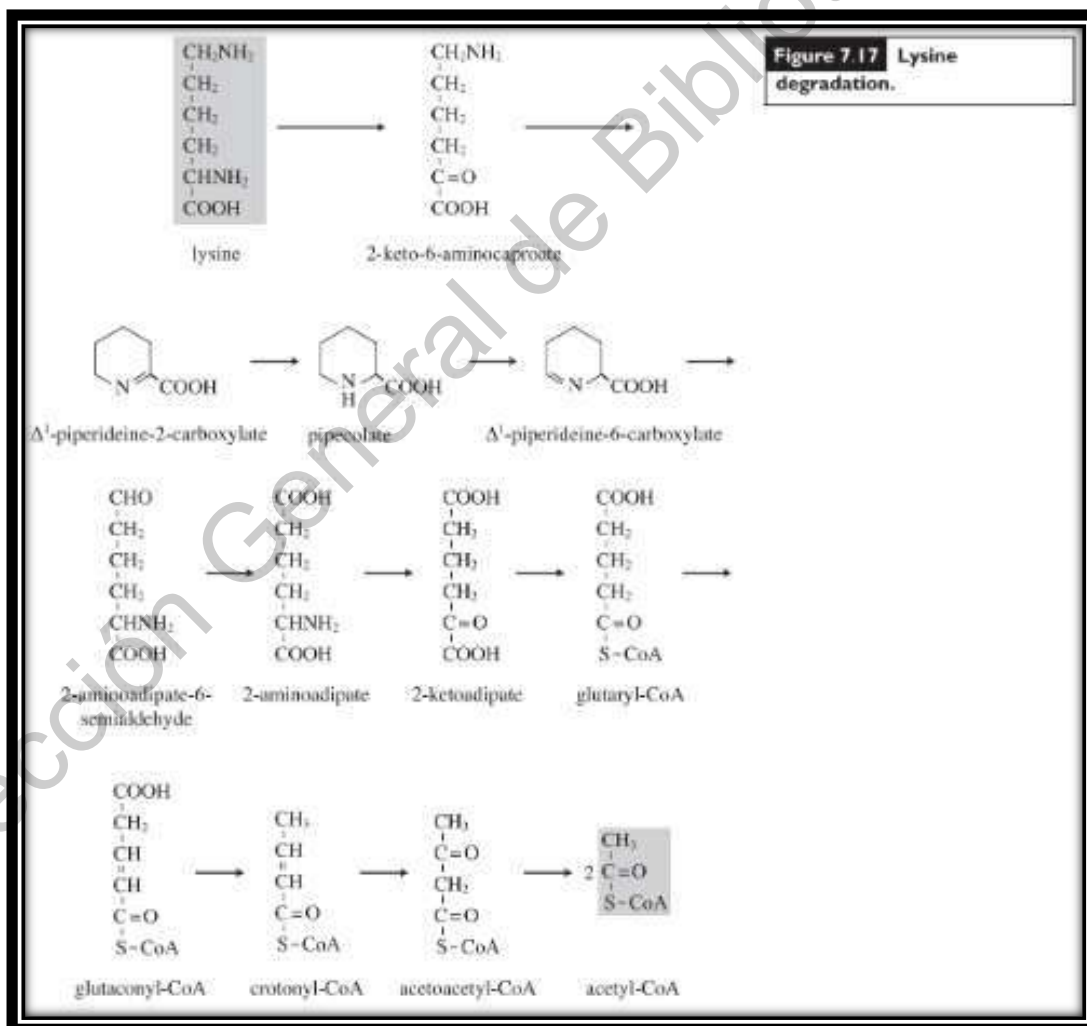 Figure 7.17 Lysine
degradation.
CH₂NH₂
CH₂
CH₂
CH₂
CHNH₂
COOH
lysine
CH₂NH₂
CH₂
CH₂
CH₂
C=O
COOH
2-keto-6-aminocaproate
N
COOH
Δ¹-piperideine-2-carboxylate
N
H
COOH
pipecolate
N
COOH
Δ¹-piperideine-6-carboxylate
CHO
CH₂
CH₂
CH₂
CHNH₂
COOH
2-aminoadipate-6-
semialdehyde
COOH
CH₂
CH₂
CH₂
CHNH₂
COOH
2-aminoadipate
COOH
CH₂
CH₂
CH₂
C=O
COOH
2-ketoadipate
COOH
CH₂
CH₂
CH₂
C=O
S-CoA
glutaryl-CoA
COOH
CH₂
CH
CH
C=O
S-CoA
glutaconyl-CoA
CH₃
CH
CH
C=O
S-CoA
crotonyl-CoA
CH₃
C=O
CH₂
C=O
S-CoA
acetoacetyl-CoA
2
CH₃
C=O
S-CoA
acetyl-CoA
General de